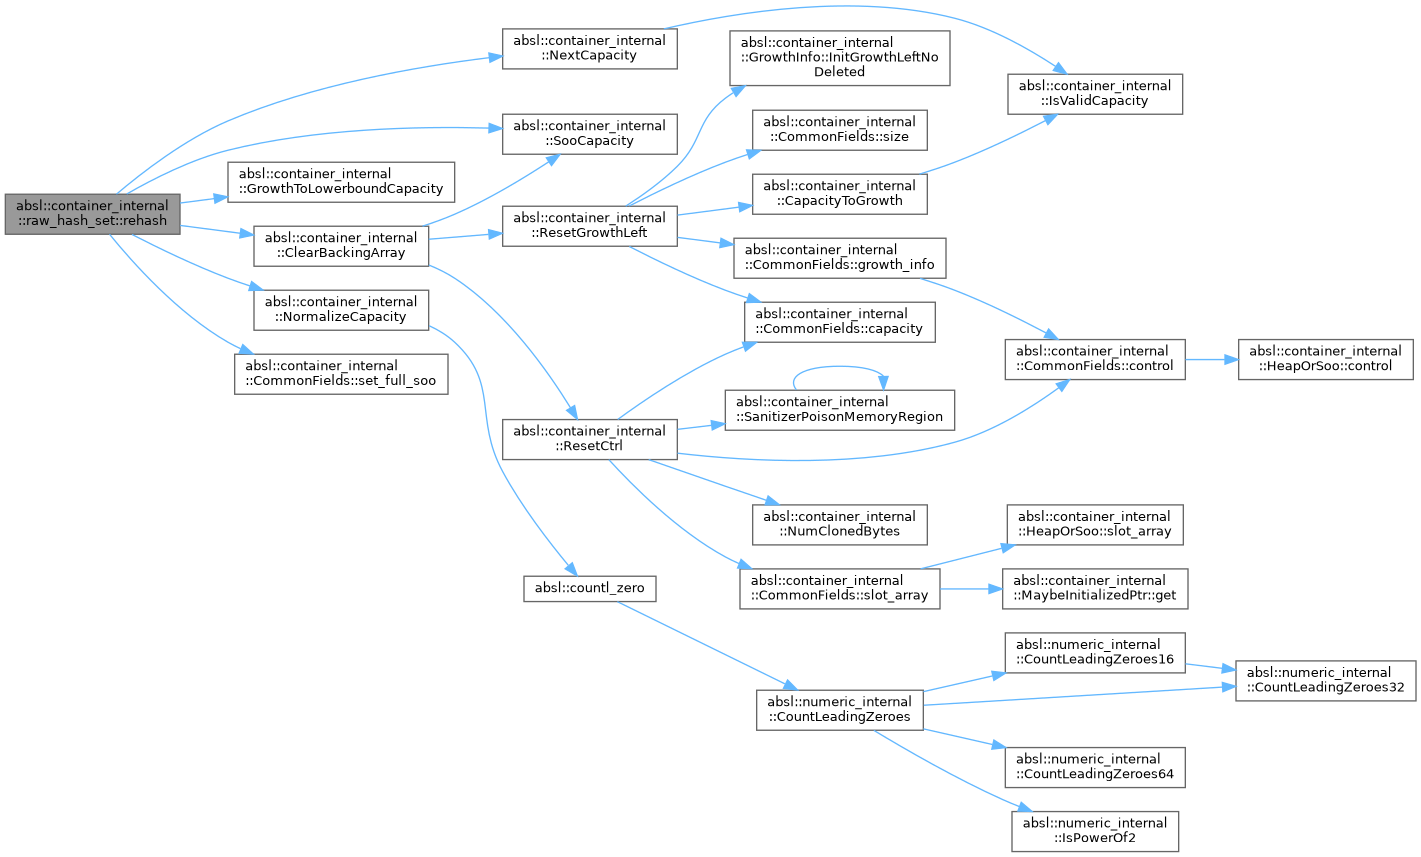 absl::container_internal
::raw_hash_set::rehash
absl::container_internal
::NextCapacity
absl::container_internal
::SooCapacity
absl::container_internal
::GrowthToLowerboundCapacity
absl::container_internal
::ClearBackingArray
absl::container_internal
::NormalizeCapacity
absl::container_internal
::CommonFields::set_full_soo
absl::container_internal
::ResetGrowthLeft
absl::container_internal
::ResetCtrl
absl::countl_zero
absl::container_internal
::GrowthInfo::InitGrowthLeftNo
Deleted
absl::container_internal
::CommonFields::size
absl::container_internal
::CapacityToGrowth
absl::container_internal
::CommonFields::growth_info
absl::container_internal
::CommonFields::capacity
absl::container_internal
::SanitizerPoisonMemoryRegion
absl::container_internal
::NumClonedBytes
absl::container_internal
::CommonFields::slot_array
absl::numeric_internal
::CountLeadingZeroes
absl::container_internal
::IsValidCapacity
absl::container_internal
::CommonFields::control
absl::container_internal
::HeapOrSoo::control
absl::container_internal
::HeapOrSoo::slot_array
absl::container_internal
::MaybeInitializedPtr::get
absl::numeric_internal
::CountLeadingZeroes16
absl::numeric_internal
::CountLeadingZeroes32
absl::numeric_internal
::CountLeadingZeroes64
absl::numeric_internal
::IsPowerOf2